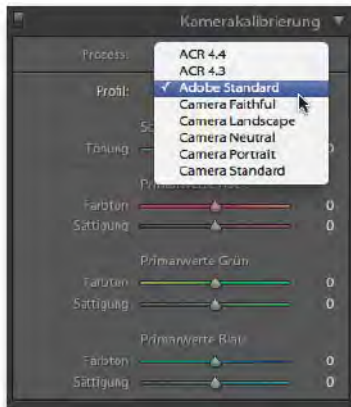 Kamerakalibrierung
Prozess:
ACR 4.4
ACR 4.3
Profil: ✓ Adobe Standard
Camera Faithful
Camera Landscape
Camera Neutral
Tönung
Camera Portrait
Camera Standard
Farbton 0
Sättigung 0
Primärwerte Grün
Farbton 0
Sättigung 0
Primärwerte Blau
Farbton 0
Sättigung 0